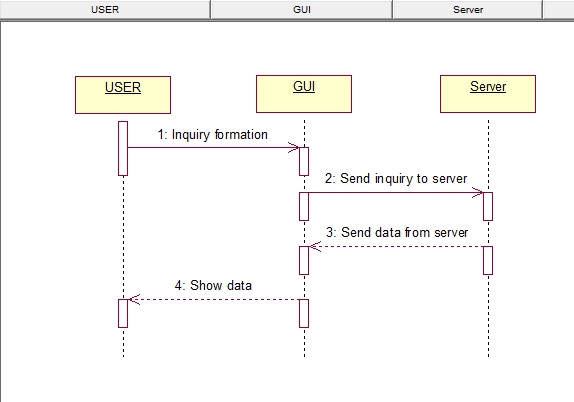 USER GUI Server
USER GUI Server
1: Inquiry formation
2: Send inquiry to server
3: Send data from server
4: Show data